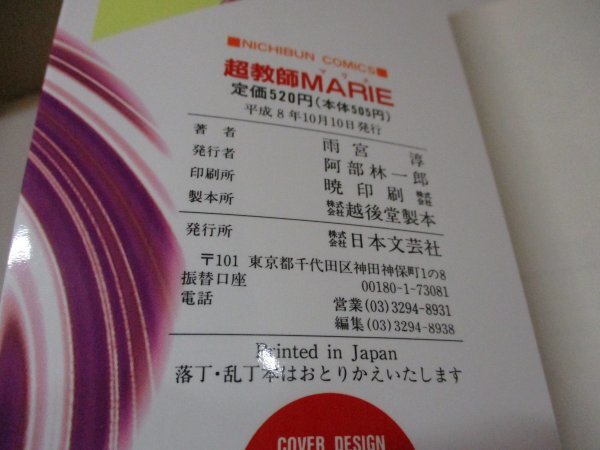 ■NICHIBUN COMICS■
マリエ
超教師MARIE
定価520円(本体505円)
平成8年10月10日発行
著者 雨宮 淳
発行者 阿部林一郎
印刷所 暁印刷株式会社
製本所 株式会社越後堂製本
発行所 株式会社日本文芸社
〒101 東京都千代田区神田神保町1の8
振替口座 00180-1-73081
電話 営業(03)3294-8931
編集(03)3294-8938
Printed in Japan
落丁・乱丁本はおとりかえいたします
COVER DESIGN